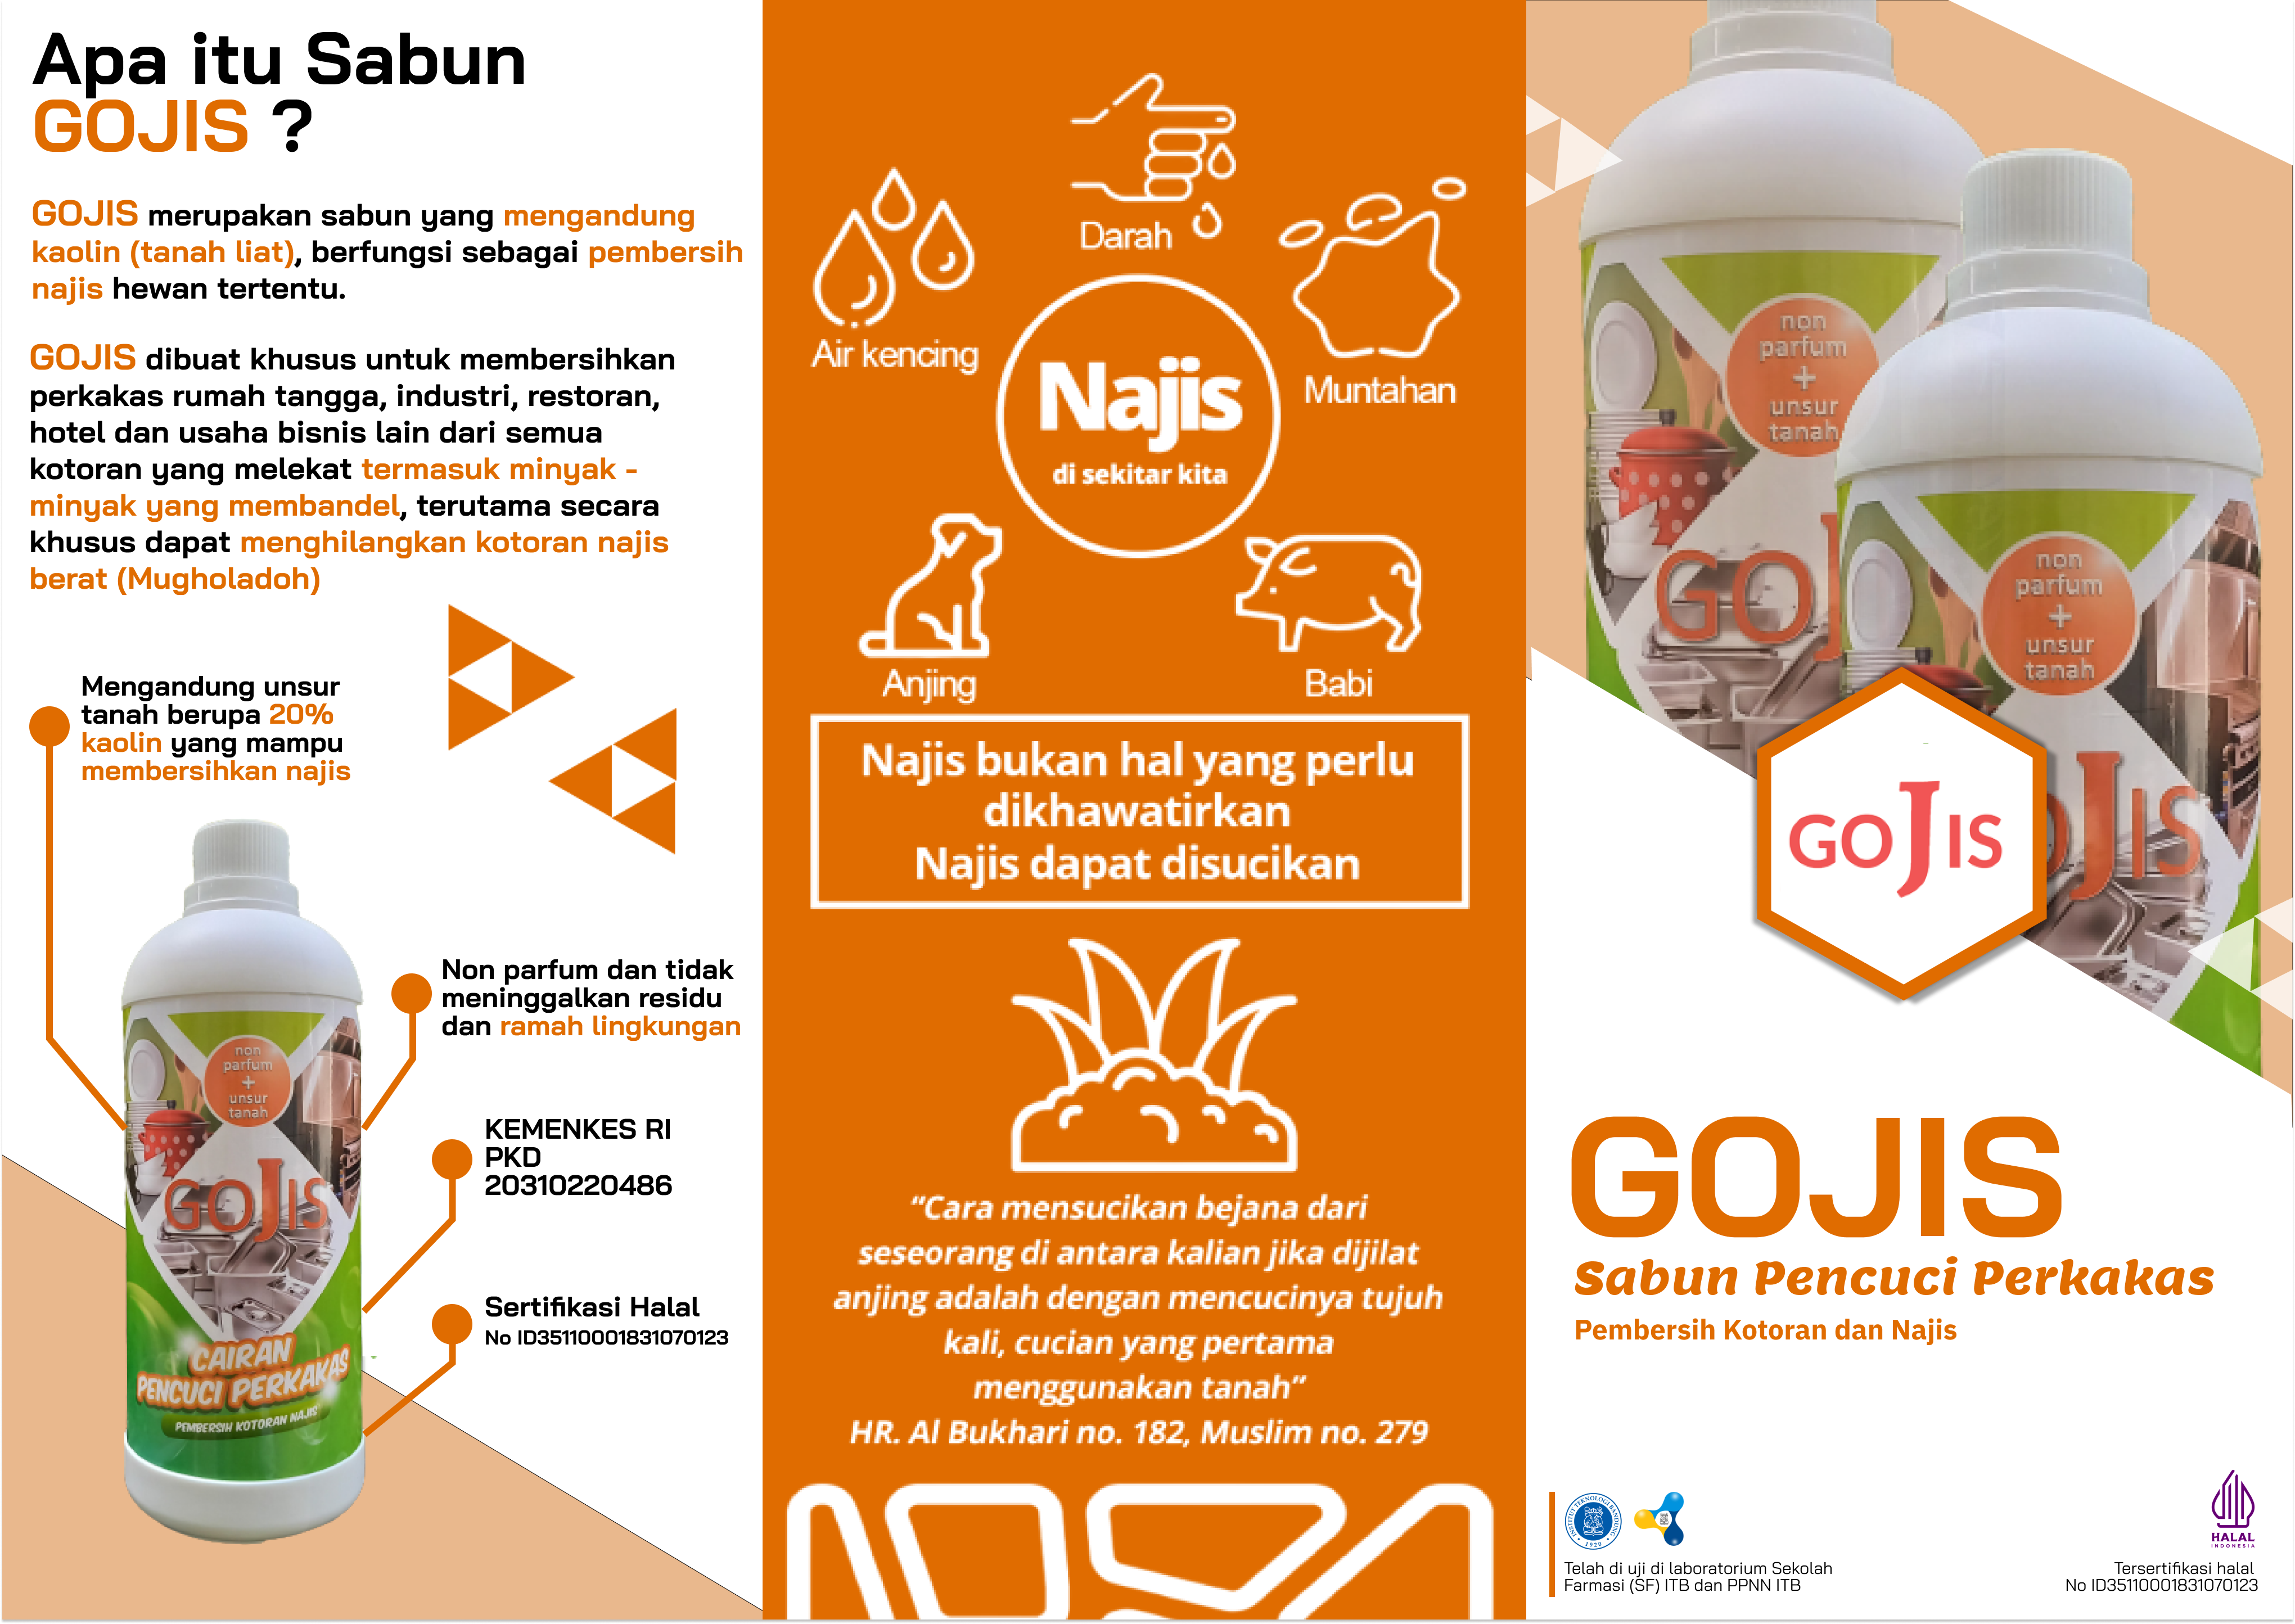 Apa itu Sabun
GOJIS ?
GOJIS merupakan sabun yang mengandung
kaolin (tanah liat), berfungsi sebagai pembersih
najis hewan tertentu.
GOJIS dibuat khusus untuk membersihkan
perkakas rumah tangga, industri, restoran,
hotel dan usaha bisnis lain dari semua
kotoran yang melekat termasuk minyak -
minyak yang membandel, terutama secara
khusus dapat menghilangkan kotoran najis
berat (Mugholadoh)
Mengandung unsur
tanah berupa 20%
kaolin yang mampu
membersihkan najis
Non parfum dan tidak
meninggalkan residu
dan ramah lingkungan
KEMENKES RI
PKD
20310220486
Sertifikasi Halal
No ID35110001831070123
non
parfum
+
unsur
tanah
GOJIS
CAIRAN
PENCUCI PERKAKAS
PEMBERSIH KOTORAN NAJIS
Darah
Air kencing
Muntahan
Najis
di sekitar kita
Anjing
Babi
Najis bukan hal yang perlu
dikhawatirkan
Najis dapat disucikan
“Cara mensucikan bejana dari
seseorang di antara kalian jika dijilat
anjing adalah dengan mencucinya tujuh
kali, cucian yang pertama
menggunakan tanah”
HR. Al Bukhari no. 182, Muslim no. 279
non
parfum
+
unsur
tanah
GOJ
non
parfum
+
unsur
tanah
OJIS
GOJIS
GOJIS
Sabun Pencuci Perkakas
Pembersih Kotoran dan Najis
INSTITUT TEKNOLOGI BANDUNG
1920
Telah di uji di laboratorium Sekolah
Farmasi (SF) ITB dan PPNN ITB
HALAL
INDONESIA
Tersertifikasi halal
No ID35110001831070123